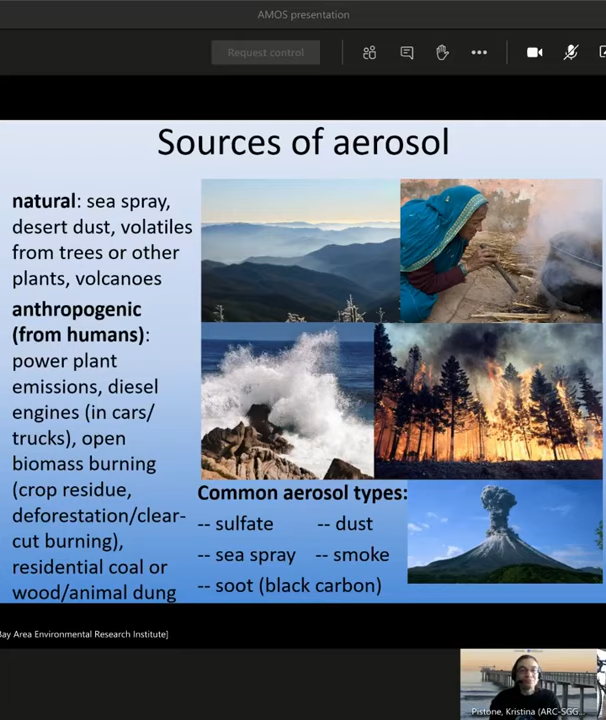 AMOS presentation
Request control
Sources of aerosol
natural: sea spray,
desert dust, volatiles
from trees or other
plants, volcanoes
anthropogenic
(from humans):
power plant
emissions, diesel
engines (in cars/
trucks), open
biomass burning
(crop residue,
deforestation/clear-
cut burning),
residential coal or
wood/animal dung
Common aerosol types:
-- sulfate -- dust
-- sea spray -- smoke
-- soot (black carbon)
Bay Area Environmental Research Institute]
Pistone, Kristina (ARC-SGG...